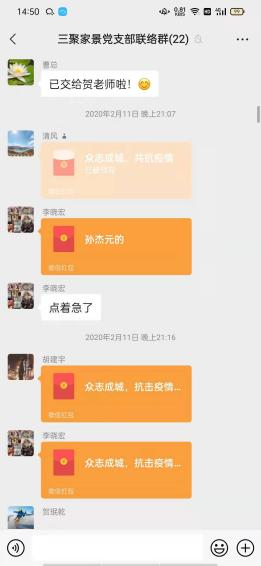 14:50
三聚家景党支部联络群(22)
曹总
已交给贺老师啦!
2020年2月11日 晚上21:07
清风
众志成城,共抗疫情
已被领完
微信红包
李晓宏
孙杰元的
微信红包
李晓宏
点着急了
2020年2月11日 晚上21:16
胡建宇
众志成城,抗击疫情...
微信红包
李晓宏
众志成城,抗击疫情...
微信红包
贺珉乾